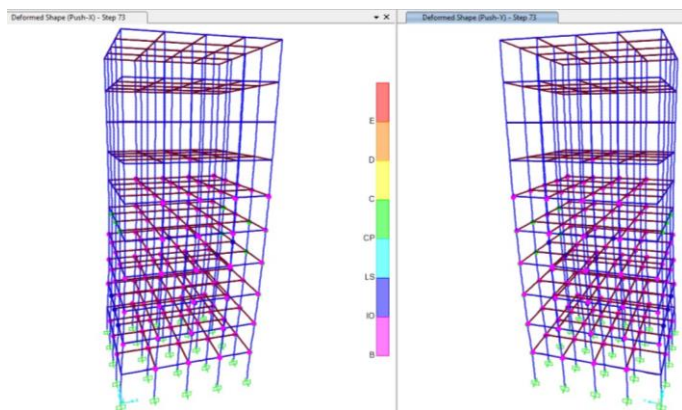 Deformed Shape (Push-X) - Step 73
Deformed Shape (Push-Y) - Step 73
E
D
C
CP
LS
IO
B